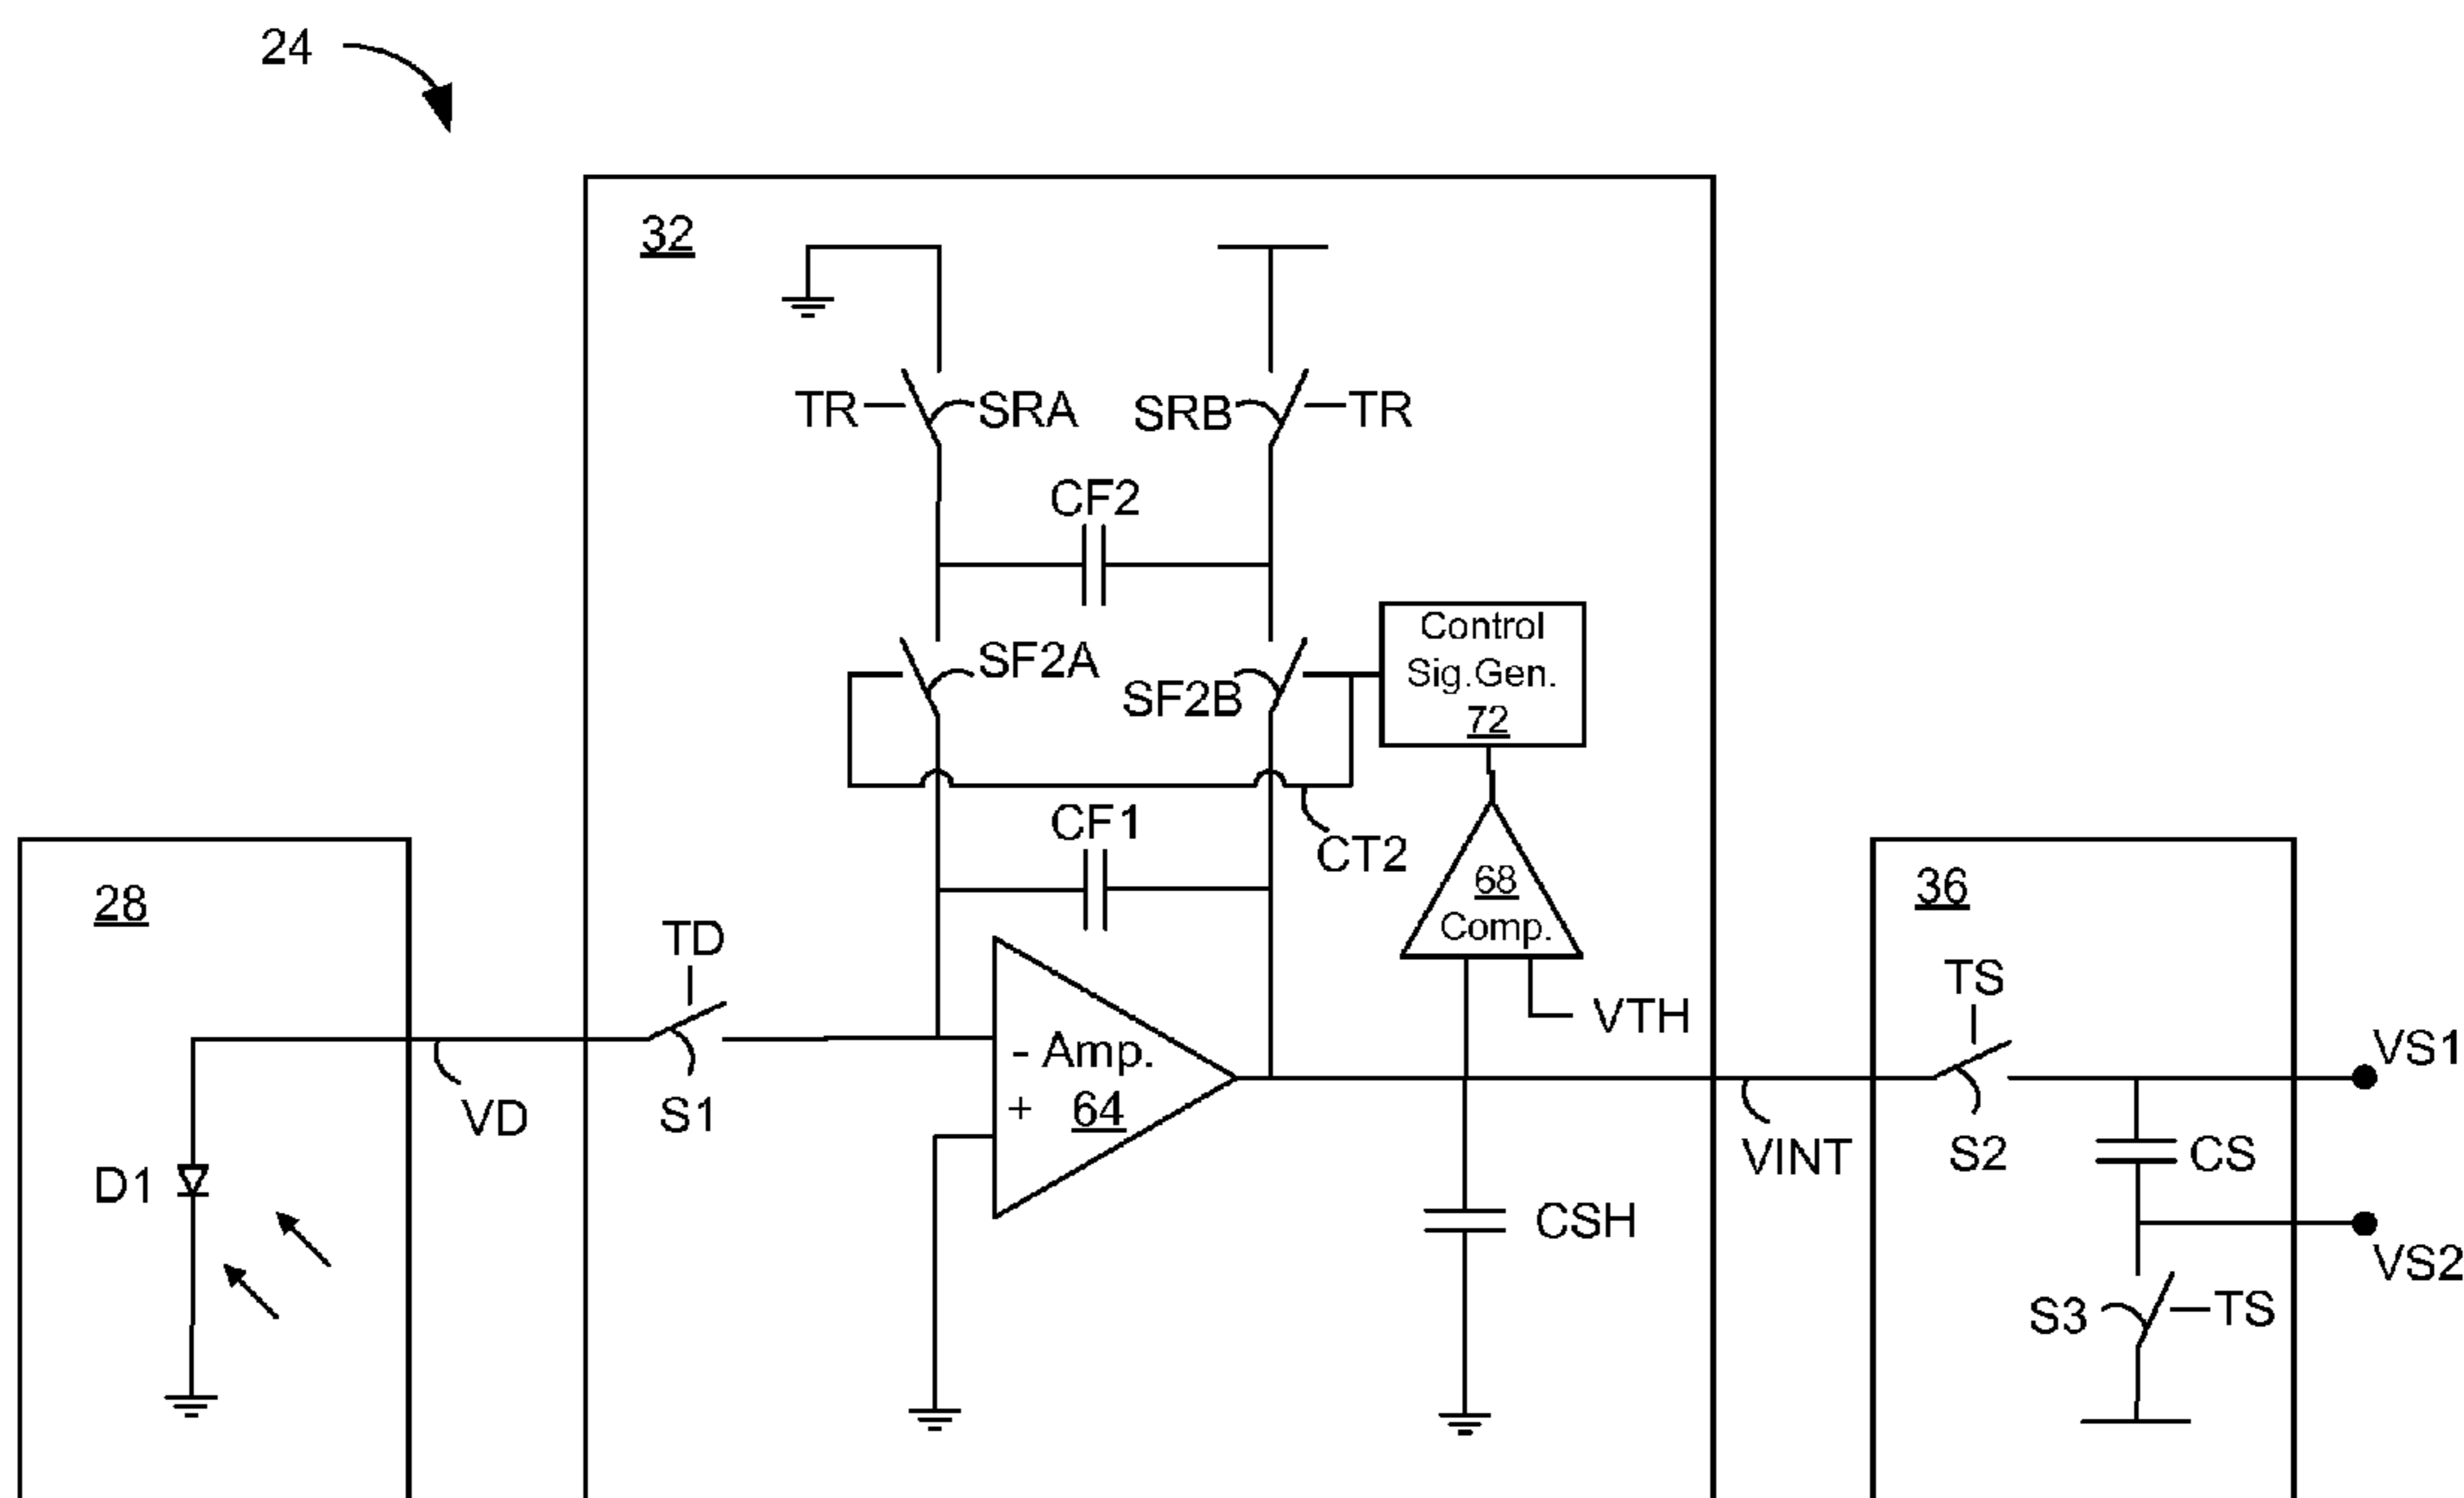 24
32
TR
SRA
SRB
TR
CF2
SF2A
SF2B
Control
Sig.Gen.
72
CF1
CT2
28
68
Comp.
36
TD
TS
VTH
VS1
- Amp.
+ 64
VD
S1
VINT
S2
CS
D1
CSH
VS2
S3
TS